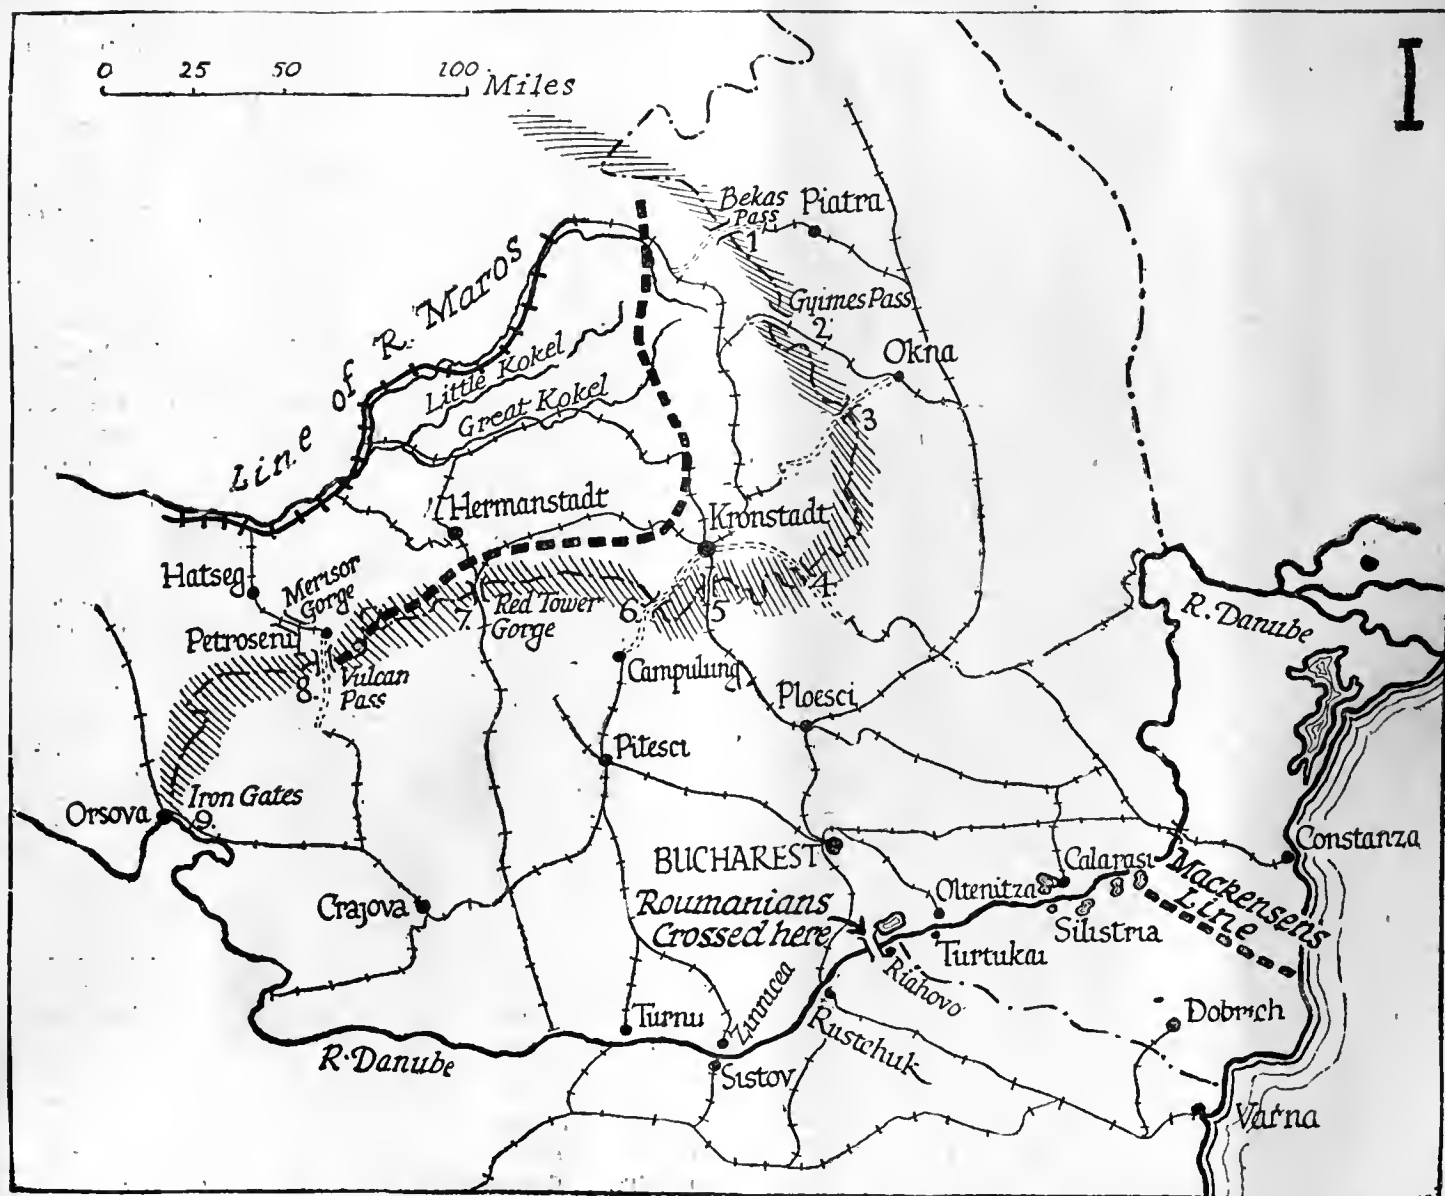 0 25 50 100 Miles
I
Bekas
Pass
1
Piatra
Line of R. Maros
Gyimes Pass
2
Okna
Little Kokel
Great Kokel
3
Hermanstadt
Kronstadt
Hatseg
Merisor
Gorge
4.
Petroseni
7.
Red Tower
Gorge
6.
5
8.
Vulcan
Pass
Campulung
Ploesci
Pitesci
Orsova
Iron Gates
9.
R. Danube
Constanza
BUCHAREST
Calarasi
Mackensens
Line
Crajova
Oltenitza
Roumanians
Crossed here
Silistria
Turtukai
Riahovo
Zimnicea
Turnu
Rustchuk
Dobrich
R. Danube
Sistov
Varna